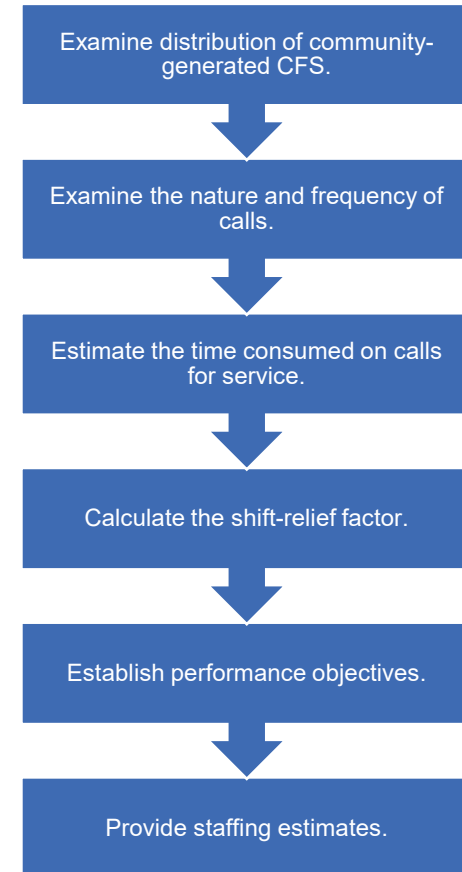 Examine distribution of community-
generated CFS.
Examine the nature and frequency of
calls.
Estimate the time consumed on calls
for service.
Calculate the shift-relief factor.
Establish performance objectives.
Provide staffing estimates.